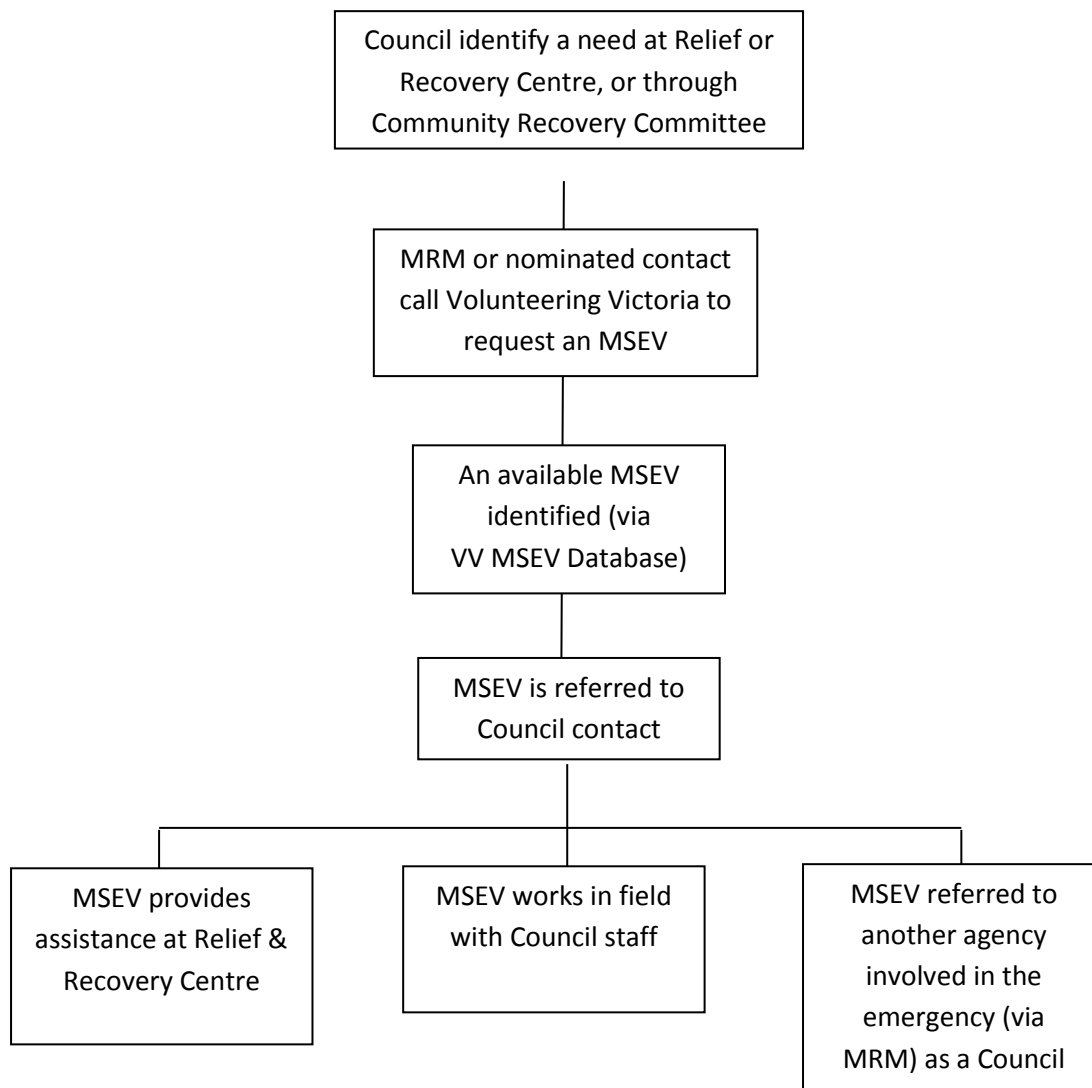 Council identify a need at Relief or
Recovery Centre, or through
Community Recovery Committee
MRM or nominated contact
call Volunteering Victoria to
request an MSEV
An available MSEV
identified (via
VV MSEV Database)
MSEV is referred to
Council contact
MSEV provides
assistance at Relief &
Recovery Centre
MSEV works in field
with Council staff
MSEV referred to
another agency
involved in the
emergency (via
MRM) as a Council